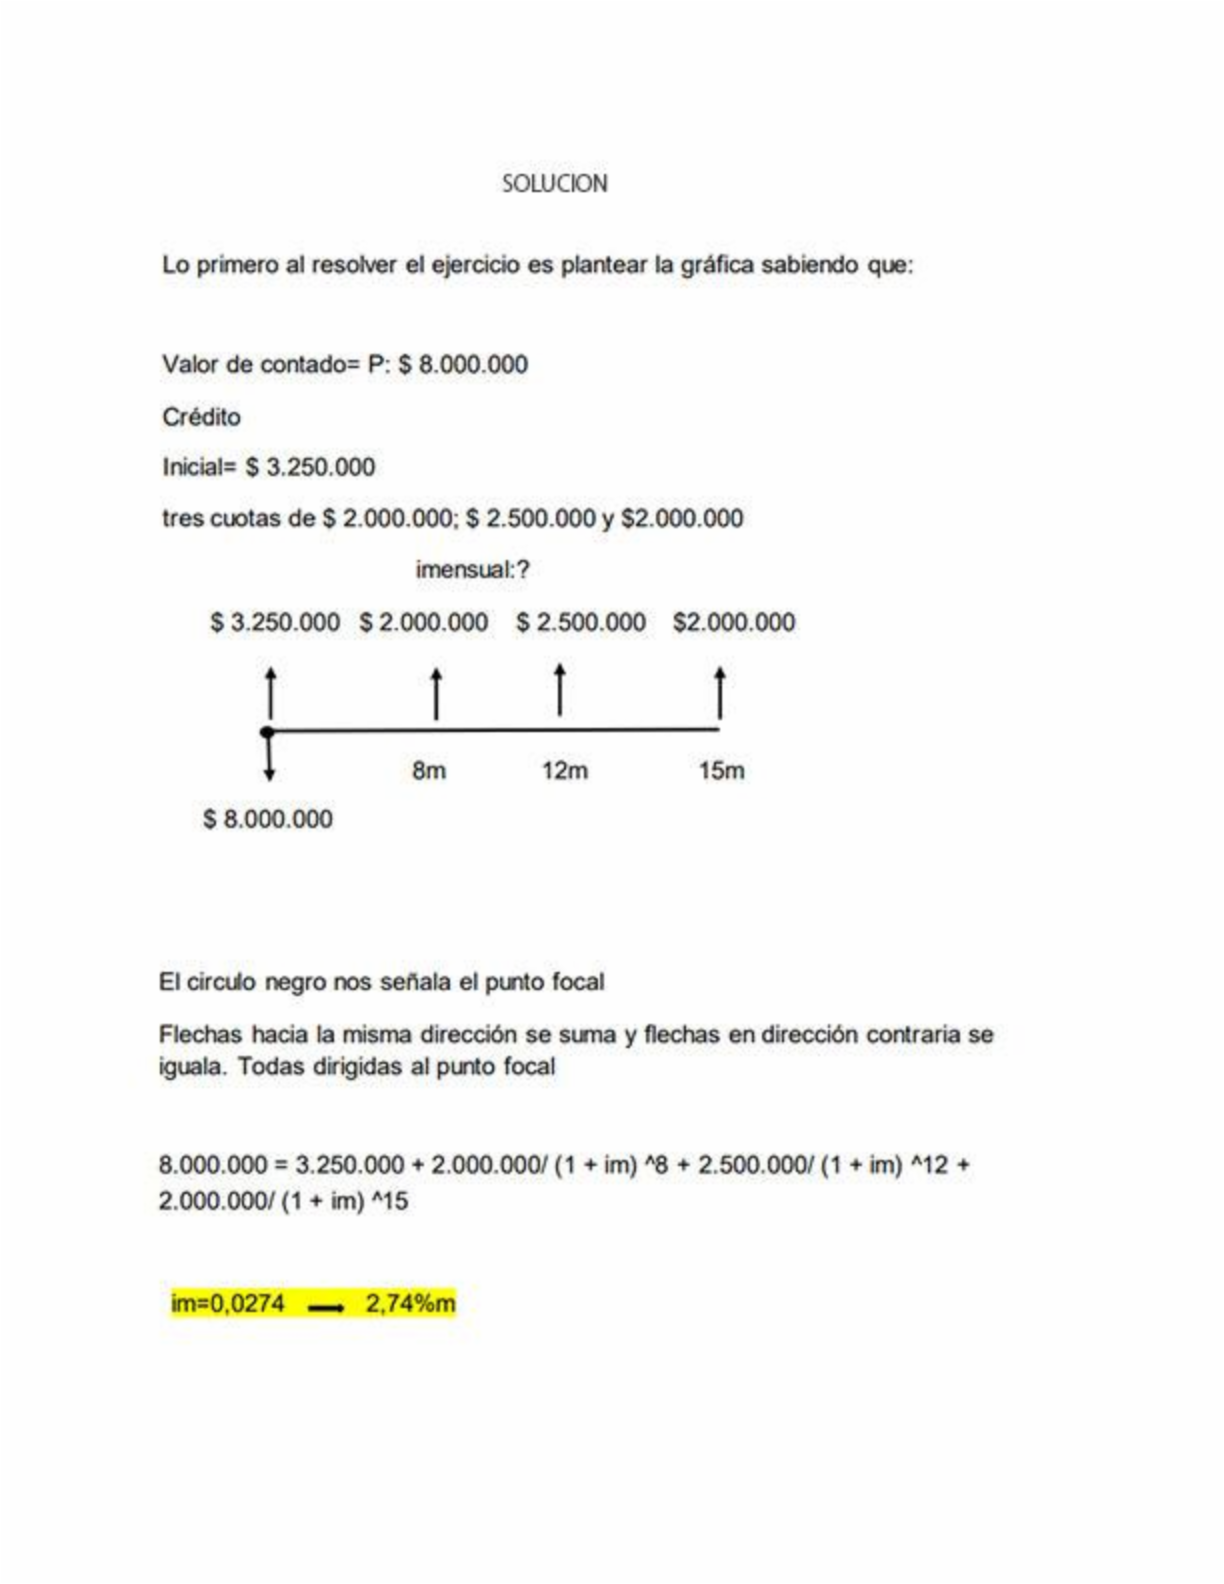 SOLUCION
Lo primero al resolver el ejercicio es plantear la gráfica sabiendo que:
Valor de contado= P: $ 8.000.000
Crédito
Inicial= $ 3.250.000
tres cuotas de $ 2.000.000; $ 2.500.000 y $2.000.000
imensual:?
$ 3.250.000 $ 2.000.000 $ 2.500.000 $2.000.000
8m 12m 15m
$ 8.000.000
El circulo negro nos señala el punto focal
Flechas hacia la misma dirección se suma y flechas en dirección contraria se
iguala. Todas dirigidas al punto focal
8.000.000 = 3.250.000 + 2.000.000/ (1 + im) ^8 + 2.500.000/ (1 + im) ^12 +
2.000.000/ (1 + im) ^15
im=0,0274 2,74%m